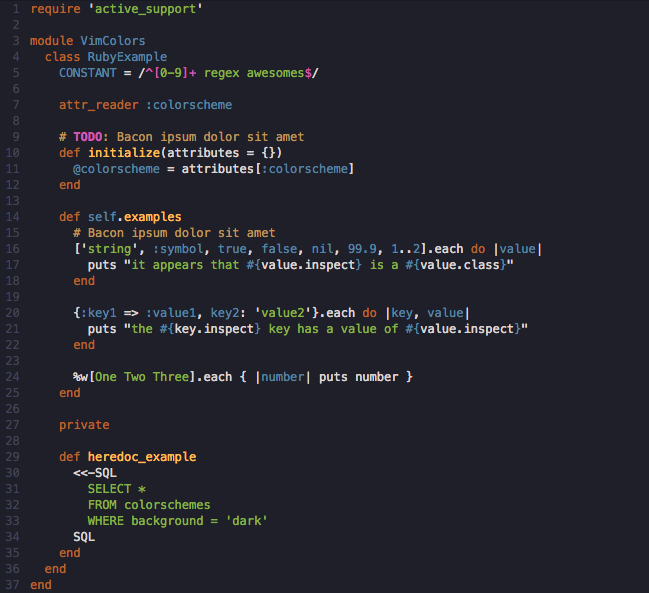 1 require 'active_support'
2
3 module VimColors
4   class RubyExample
5     CONSTANT = /^[0-9]+ regex awesomes$/
6
7     attr_reader :colorscheme
8
9     # TODO: Bacon ipsum dolor sit amet
10     def initialize(attributes = {})
11       @colorscheme = attributes[:colorscheme]
12     end
13
14     def self.examples
15       # Bacon ipsum dolor sit amet
16       ['string', :symbol, true, false, nil, 99.9, 1..2].each do |value|
17         puts "it appears that #{value.inspect} is a #{value.class}"
18       end
19
20       {:key1 => :value1, key2: 'value2'}.each do |key, value|
21         puts "the #{key.inspect} key has a value of #{value.inspect}"
22       end
23
24       %w[One Two Three].each { |number| puts number }
25     end
26
27     private
28
29     def heredoc_example
30       <<-SQL
31         SELECT *
32         FROM colorschemes
33         WHERE background = 'dark'
34       SQL
35     end
36   end
37 end